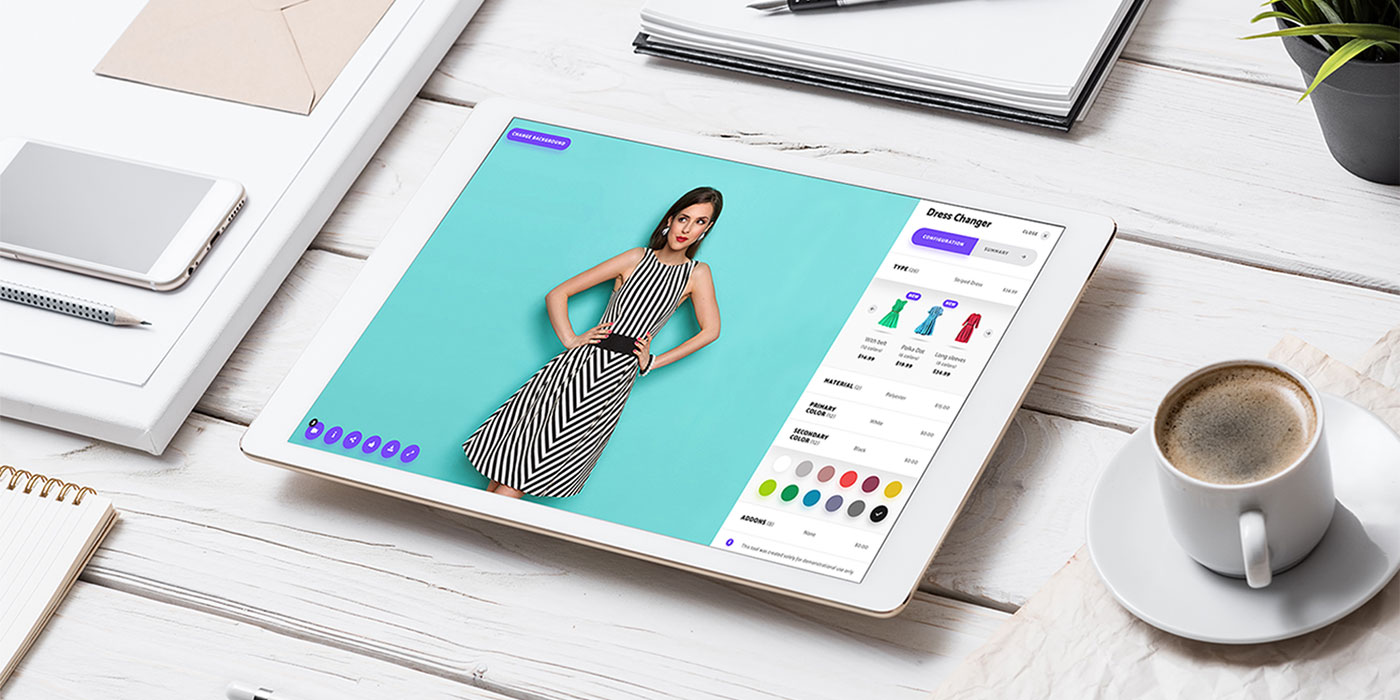 CHANGE BACKGROUND
Dress Changer
CLOSE
CONFIGURATION
SUMMARY
TYPE (26)
Striped Dress
$34.99
NEW
NEW
With belt
(12 colors)
$14.99
Polka Dot
(6 colors)
$19.99
Long sleeves
(6 colors)
$24.99
MATERIAL (2)
Polyester
$15.00
PRIMARY
COLOR (12)
White
$0.00
SECONDARY
COLOR (12)
Black
$0.00
ADDONS (8)
None
$0.00
This tool was created solely for demonstrational use only